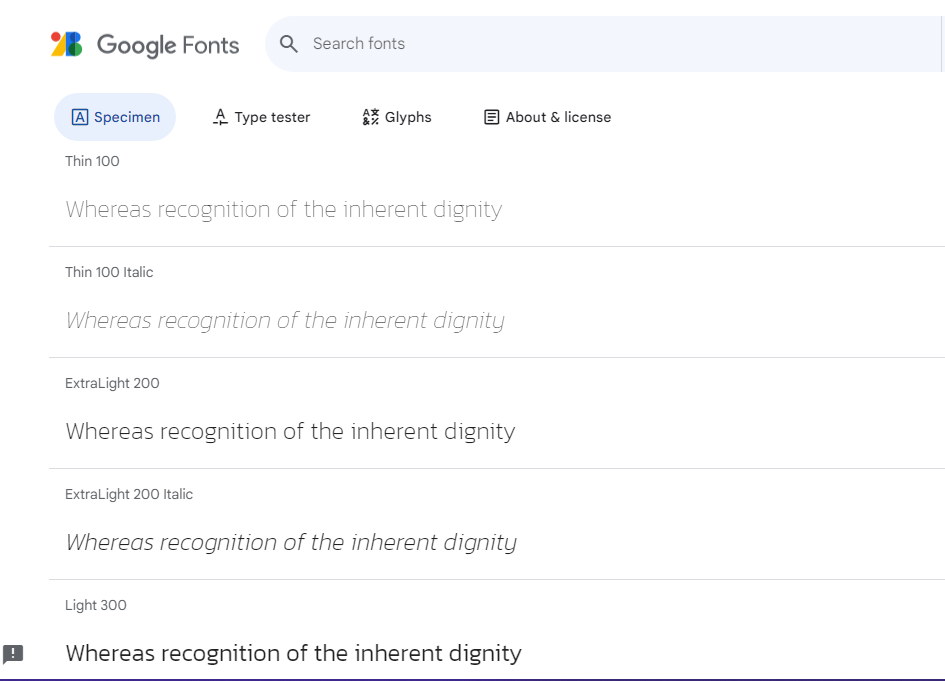 Google Fonts
Search fonts
Specimen
Type tester
Glyphs
About & license
Thin 100
Whereas recognition of the inherent dignity
Thin 100 Italic
Whereas recognition of the inherent dignity
ExtraLight 200
Whereas recognition of the inherent dignity
ExtraLight 200 Italic
Whereas recognition of the inherent dignity
Light 300
Whereas recognition of the inherent dignity